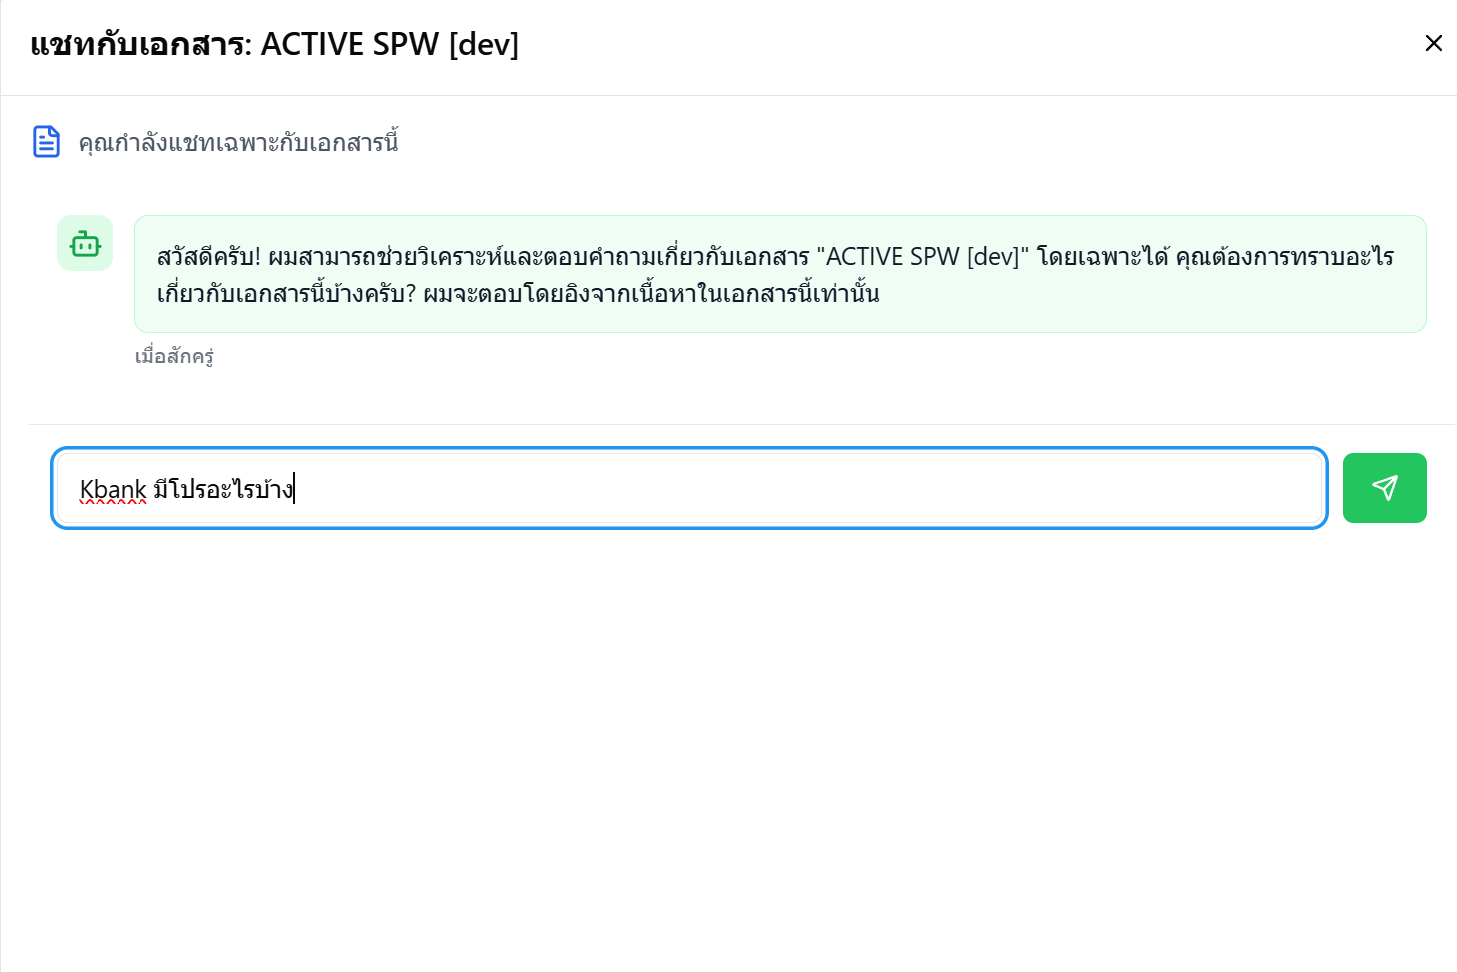 แชทกับเอกสาร: ACTIVE SPW [dev]
คุณกำลังแชทเฉพาะกับเอกสารนี้
สวัสดีครับ! ผมสามารถช่วยวิเคราะห์และตอบคำถามเกี่ยวกับเอกสาร "ACTIVE SPW [dev]" โดยเฉพาะได้ คุณต้องการทราบอะไร
เกี่ยวกับเอกสารนี้บ้างครับ? ผมจะตอบโดยอิงจากเนื้อหาในเอกสารนี้เท่านั้น
เมื่อสักครู่
Kbank มีโปรอะไรบ้าง